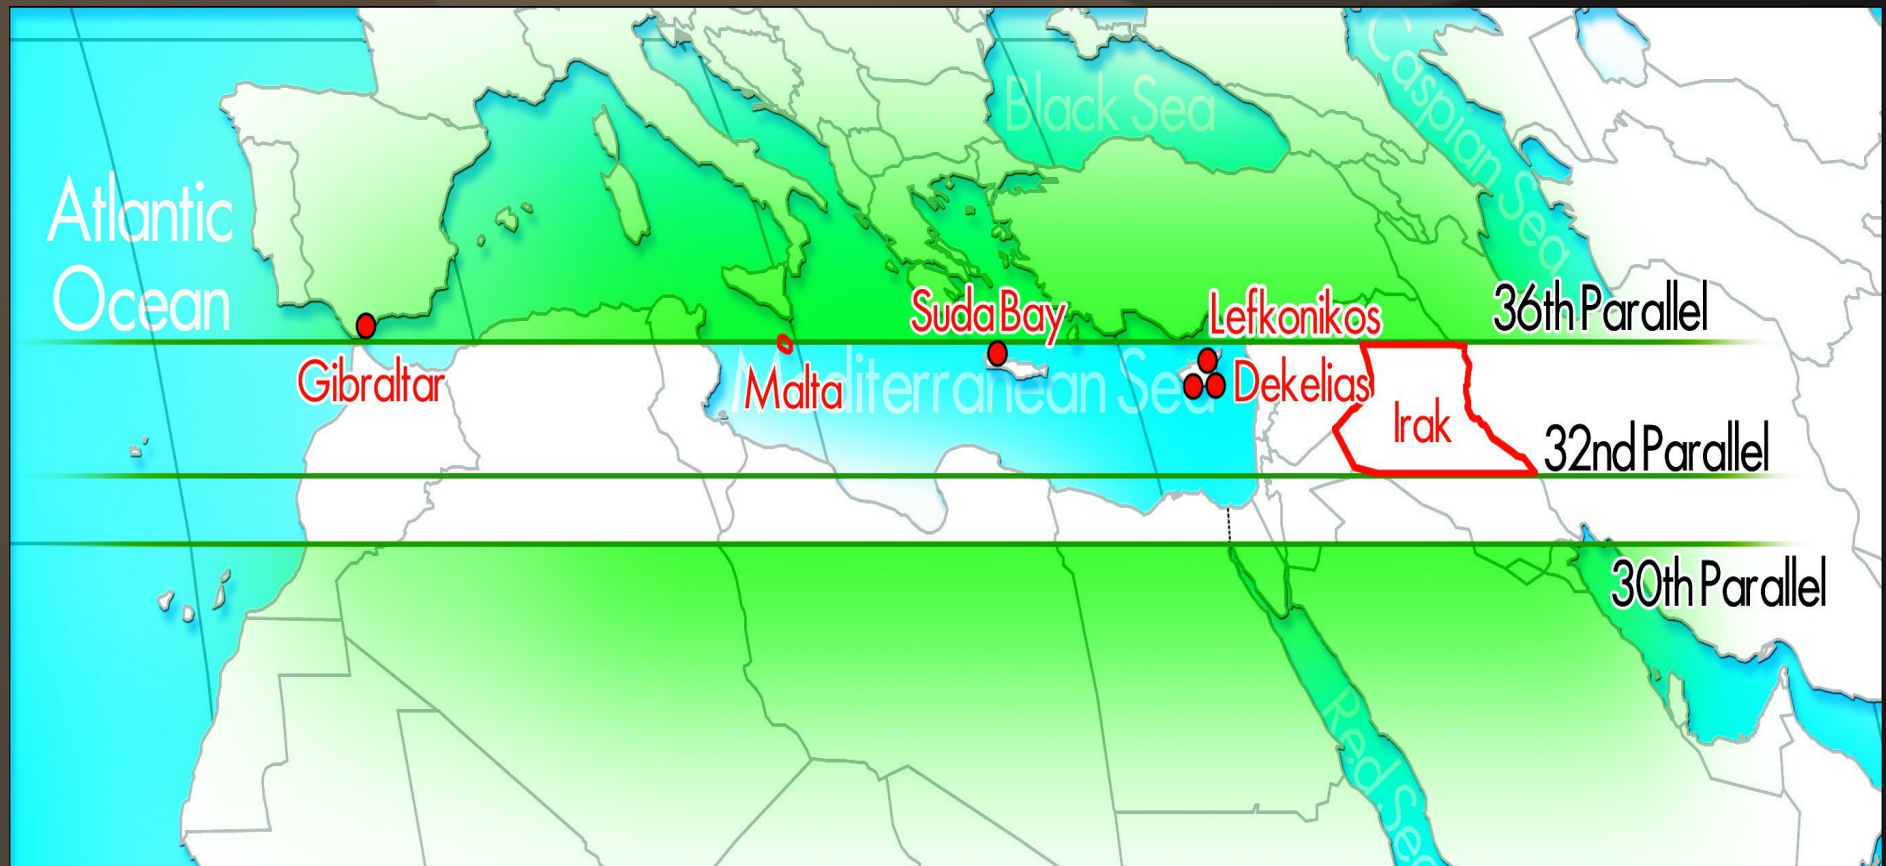 Black Sea
Caspian Sea
Atlantic
Ocean
Suda Bay
Lefkonikos
36th Parallel
Gibraltar
Malta
Mediterranean Sea
Dekelias
Irak
32nd Parallel
30th Parallel
Red Sea